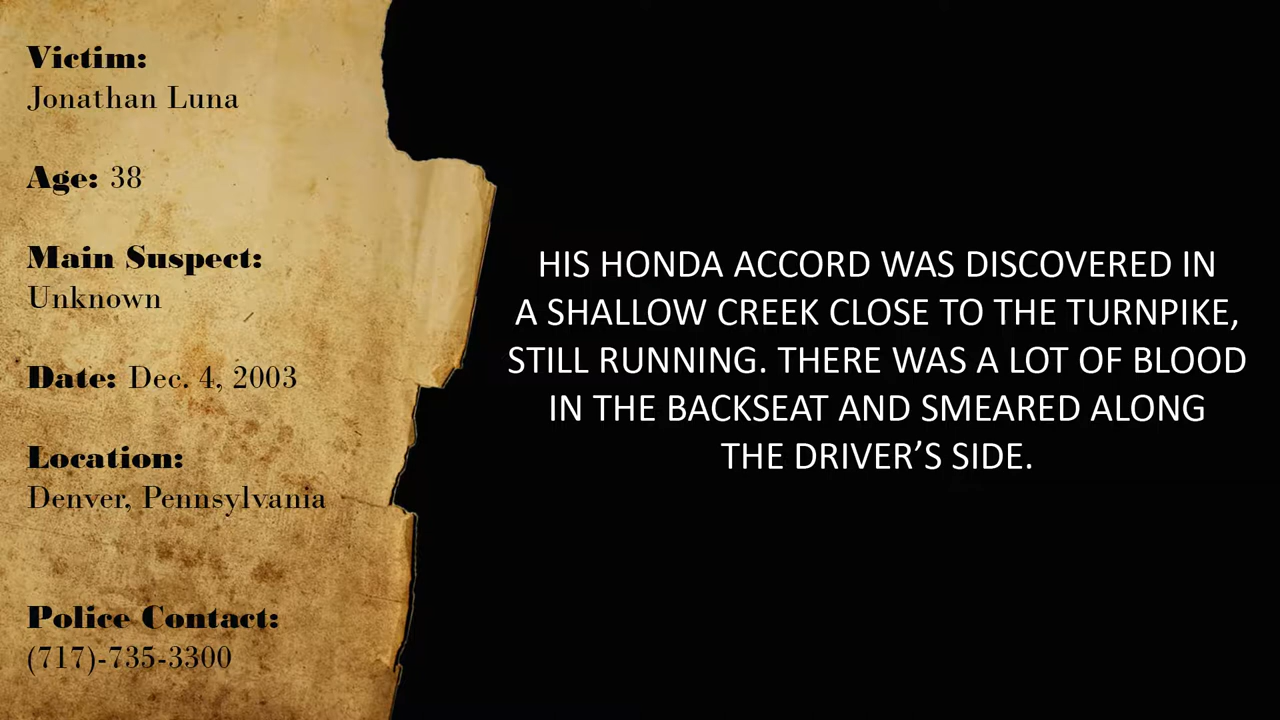 Victim:
Jonathan Luna
Age: 38
Main Suspect:
Unknown
Date: Dec. 4, 2003
Location:
Denver, Pennsylvania
Police Contact:
(717)-735-3300
HIS HONDA ACCORD WAS DISCOVERED IN
A SHALLOW CREEK CLOSE TO THE TURNPIKE,
STILL RUNNING. THERE WAS A LOT OF BLOOD
IN THE BACKSEAT AND SMEARED ALONG
THE DRIVER’S SIDE.